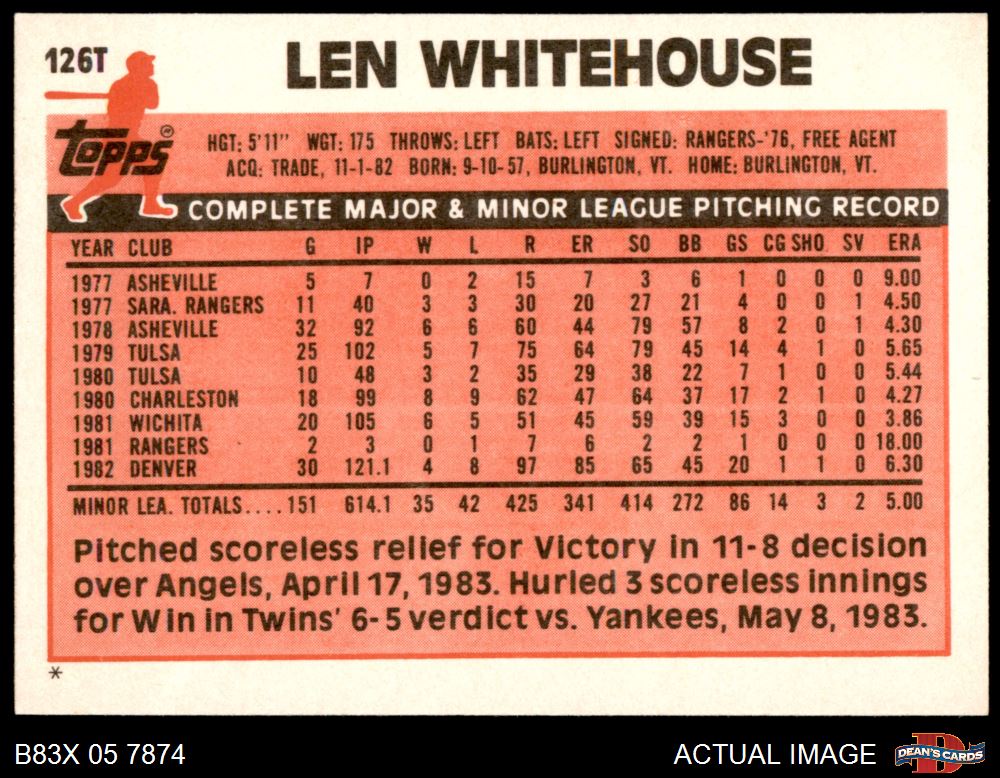 126T
LEN WHITEHOUSE
topps®
HGT: 5'11" WGT: 175 THROWS: LEFT BATS: LEFT SIGNED: RANGERS-'76, FREE AGENT
ACQ: TRADE, 11-1-82 BORN: 9-10-57, BURLINGTON, VT. HOME: BURLINGTON, VT.
COMPLETE MAJOR & MINOR LEAGUE PITCHING RECORD
YEAR CLUB G IP W L R ER SO BB GS CG SHO SV ERA
1977 ASHEVILLE 5 7 0 2 15 7 3 6 1 0 0 0 9.00
1977 SARA. RANGERS 11 40 3 3 30 20 27 21 4 0 0 1 4.50
1978 ASHEVILLE 32 92 6 6 60 44 79 57 8 2 0 1 4.30
1979 TULSA 25 102 5 7 75 64 79 45 14 4 1 0 5.65
1980 TULSA 10 48 3 2 35 29 38 22 7 1 0 0 5.44
1980 CHARLESTON 18 99 8 9 62 47 64 37 17 2 1 0 4.27
1981 WICHITA 20 105 6 5 51 45 59 39 15 3 0 0 3.86
1981 RANGERS 2 3 0 1 7 6 2 2 1 0 0 0 18.00
1982 DENVER 30 121.1 4 8 97 85 65 45 20 1 1 0 6.30
MINOR LEA. TOTALS....151 614.1 35 42 425 341 414 272 86 14 3 2 5.00
Pitched scoreless relief for Victory in 11-8 decision
over Angels, April 17, 1983. Hurled 3 scoreless innings
for Win in Twins' 6-5 verdict vs. Yankees, May 8, 1983.
*
B83X 05 7874 ACTUAL IMAGE DEAN'S CARDS